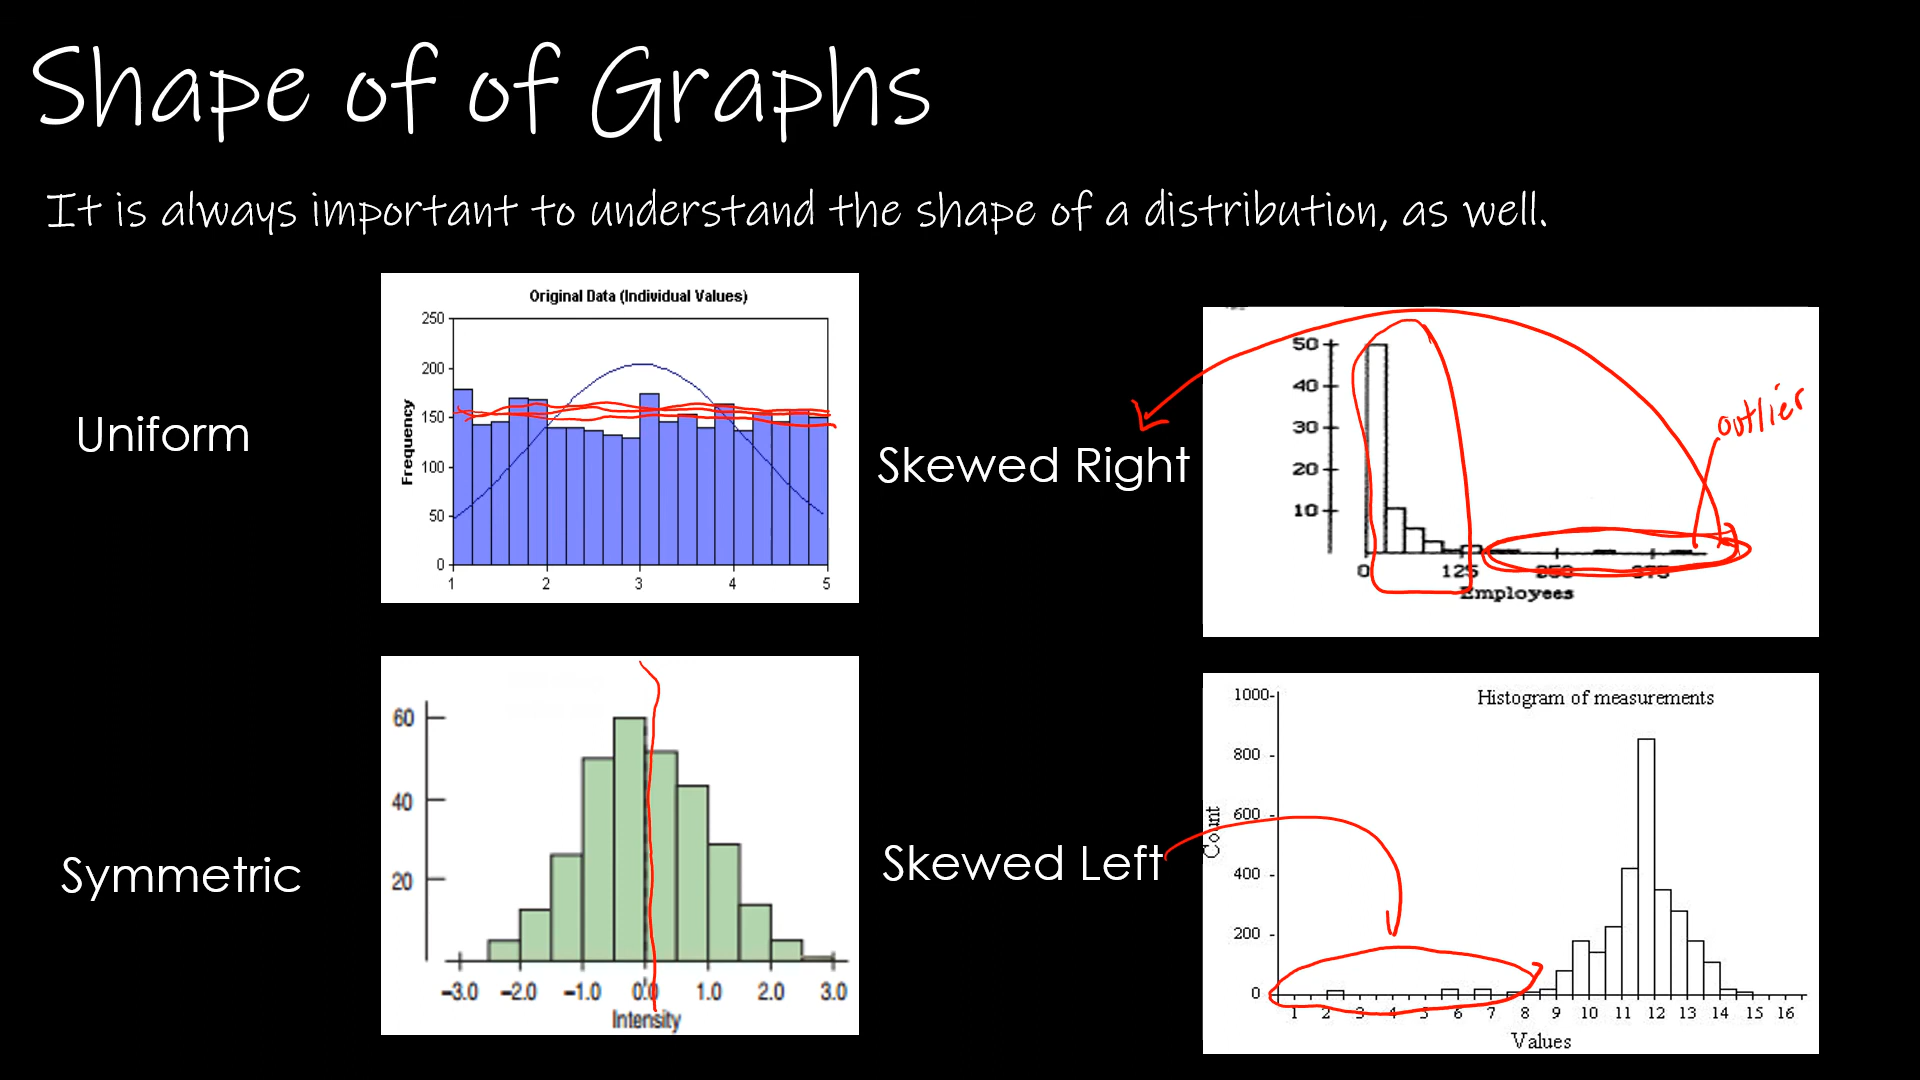 Shape of of Graphs
It is always important to understand the shape of a distribution, as well.
Uniform
Original Data (Individual Values)
Frequency
250
200
150
100
50
0
1 2 3 4 5
Skewed Right
50
40
30
20
10
0 125 250 375
Employees
outlier
Symmetric
60
40
20
-3.0 -2.0 -1.0 0.0 1.0 2.0 3.0
Intensity
Skewed Left
Histogram of measurements
Count
1000
800
600
400
200
0
1 2 3 4 5 6 7 8 9 10 11 12 13 14 15 16
Values